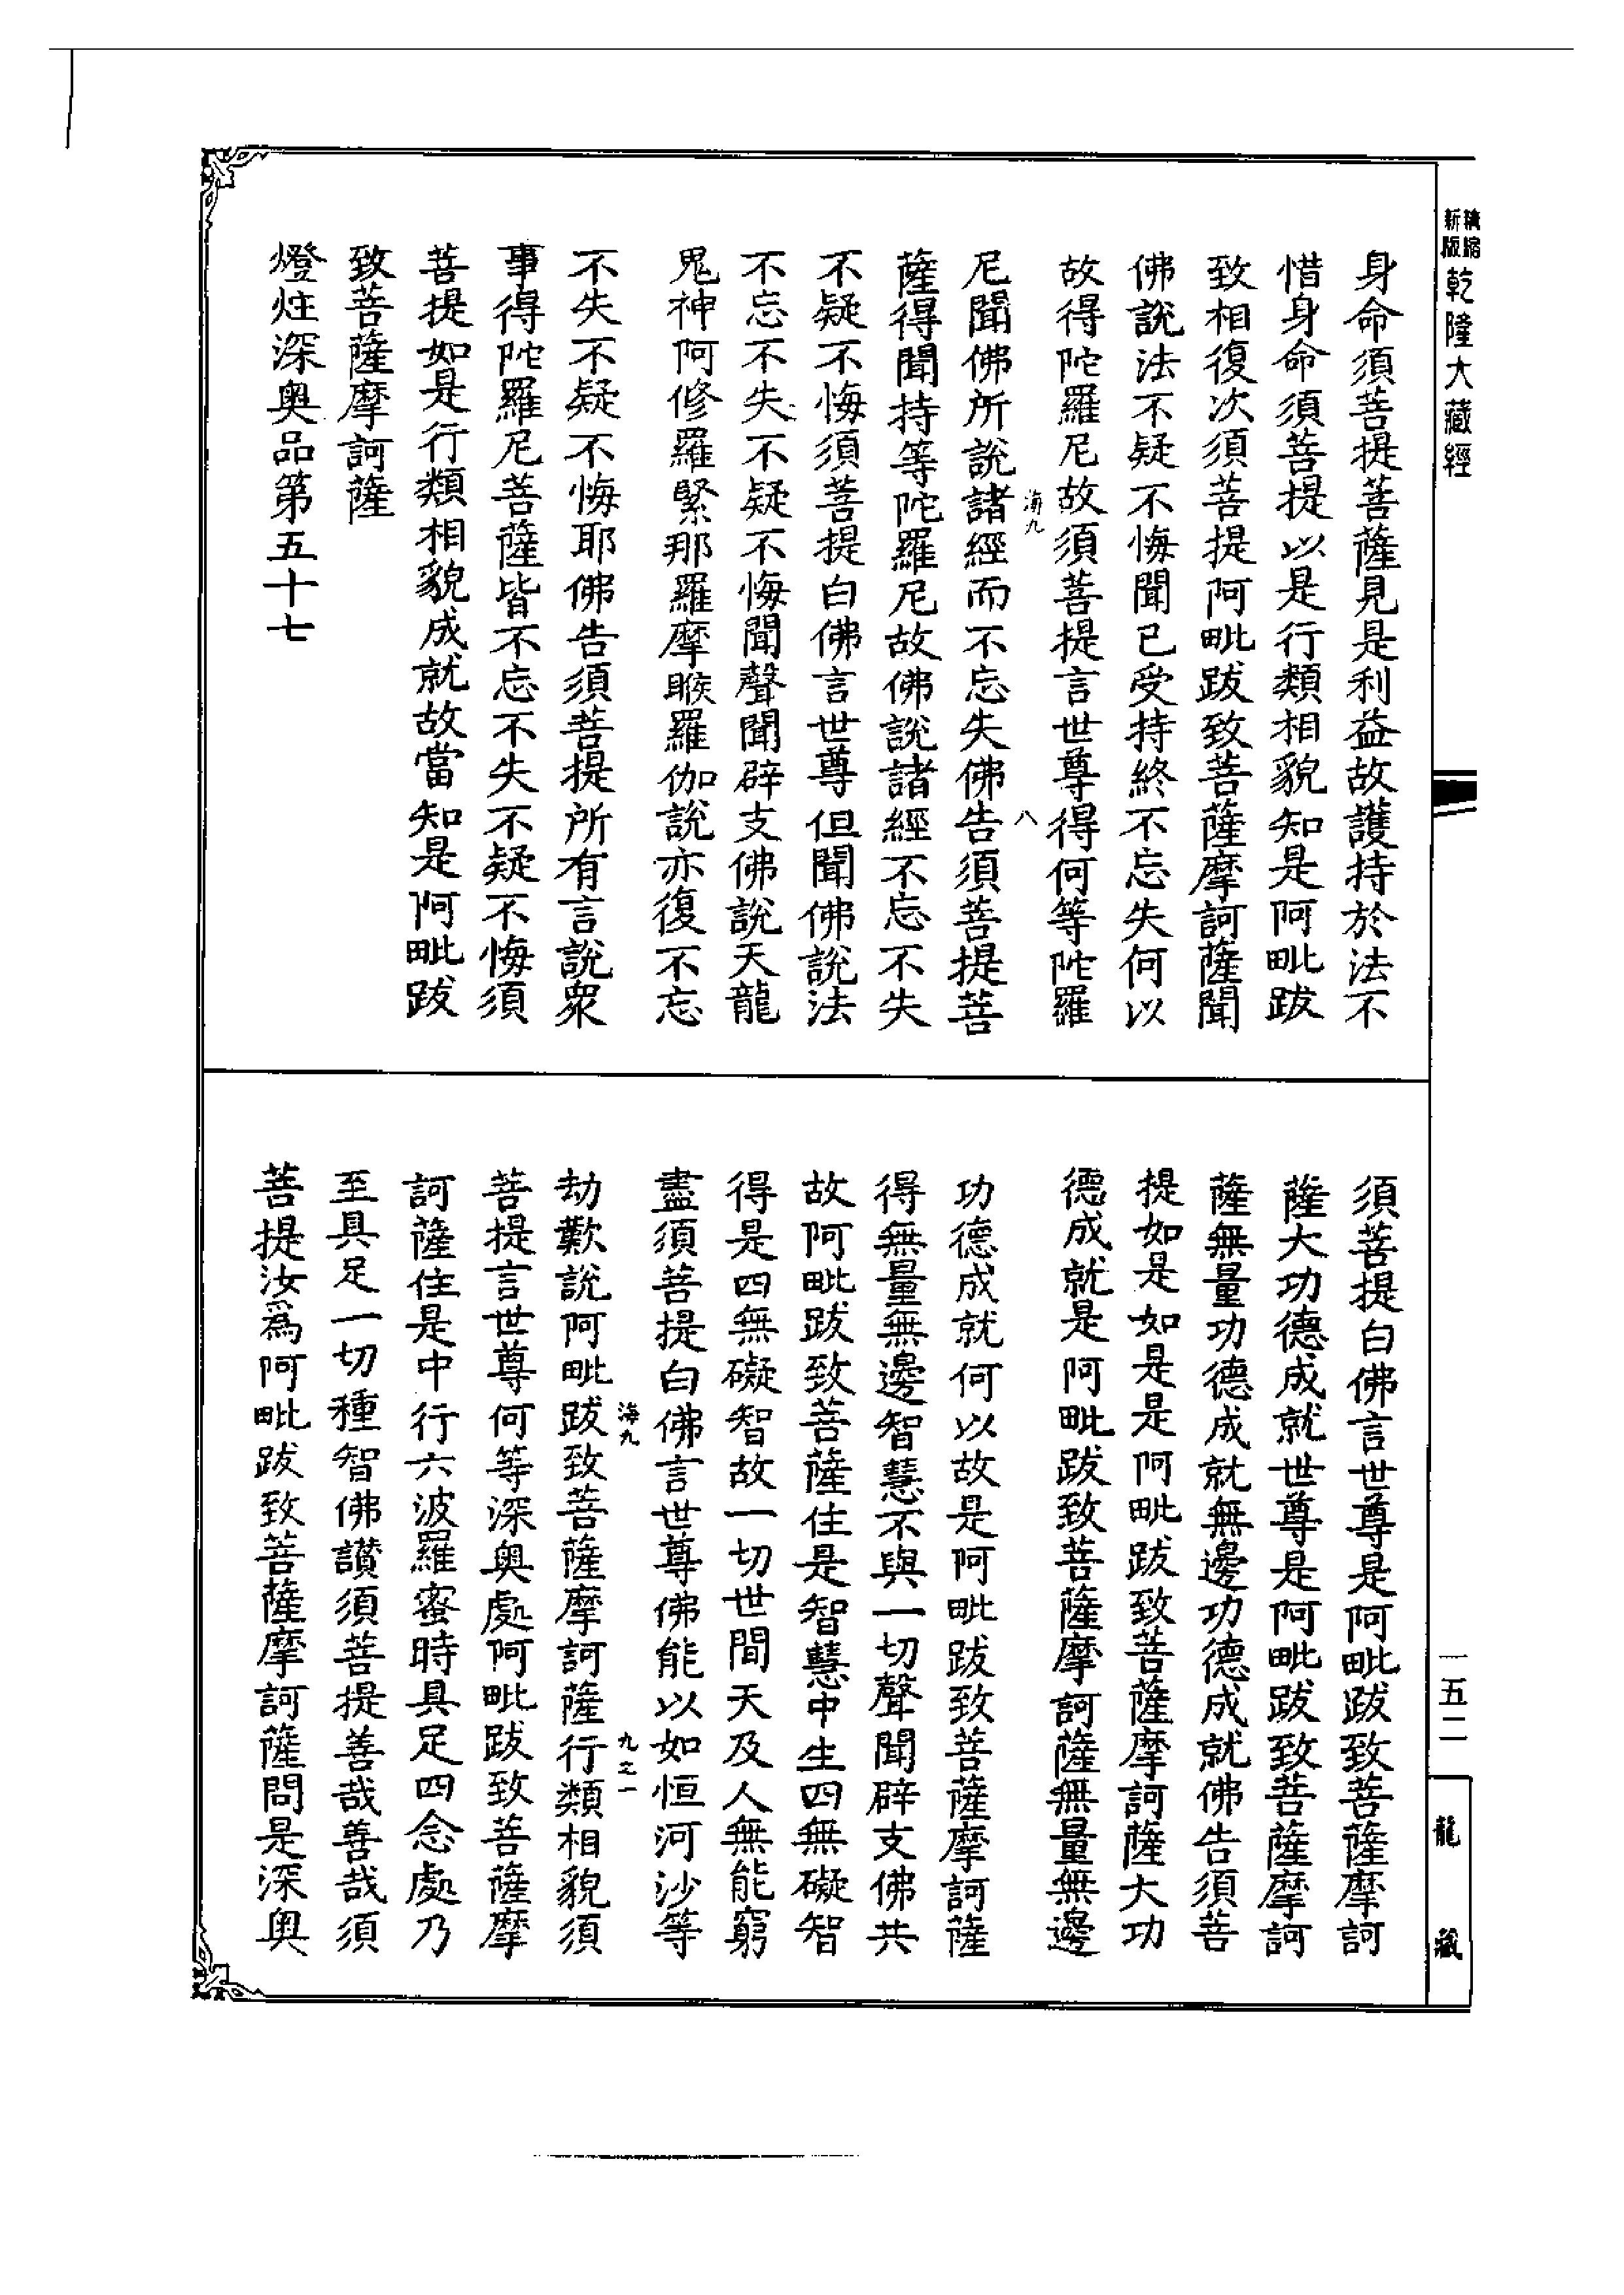 新版精縮乾隆大藏經
身命須菩提菩薩見是利益故護持於法不
惜身命須菩提以是行類相貌知是阿毗跋
致相復次須菩提阿毗跋致菩薩摩訶薩聞
佛說法不疑不悔聞已受持終不忘失何以
故得陀羅尼故須菩提言世尊得何等陀羅
海九 八
尼聞佛所說諸經而不忘失佛告須菩提菩
薩得聞持等陀羅尼故佛說諸經不忘不失
不疑不悔須菩提白佛言世尊但聞佛說法
不忘不失不疑不悔聞聲聞辟支佛說天龍
鬼神阿修羅緊那羅摩睺羅伽說亦復不忘
不失不疑不悔耶佛告須菩提所有言說眾
事得陀羅尼菩薩皆不忘不失不疑不悔須
菩提如是行類相貌成就故當知是阿毗跋
致菩薩摩訶薩
燈炷深奧品第五十七
須菩提白佛言世尊是阿毗跋致菩薩摩訶
薩大功德成就世尊是阿毗跋致菩薩摩訶
薩無量功德成就無邊功德成就佛告須菩
提如是如是是阿毗跋致菩薩摩訶薩大功
德成就是阿毗跋致菩薩摩訶薩無量無邊
功德成就何以故是阿毗跋致菩薩摩訶薩
得無量無邊智慧不與一切聲聞辟支佛共
故阿毗跋致菩薩住是智慧中生四無礙智
得是四無礙智故一切世間天及人無能窮
盡須菩提白佛言世尊佛能以如恒河沙等
海九 九之一
劫歎說阿毗跋致菩薩摩訶薩行類相貌須
菩提言世尊何等深奧處阿毗跋致菩薩摩
訶薩住是中行六波羅蜜時具足四念處乃
至具足一切種智佛讚須菩提善哉善哉須
菩提汝為阿毗跋致菩薩摩訶薩問是深奧
一五二
龍藏